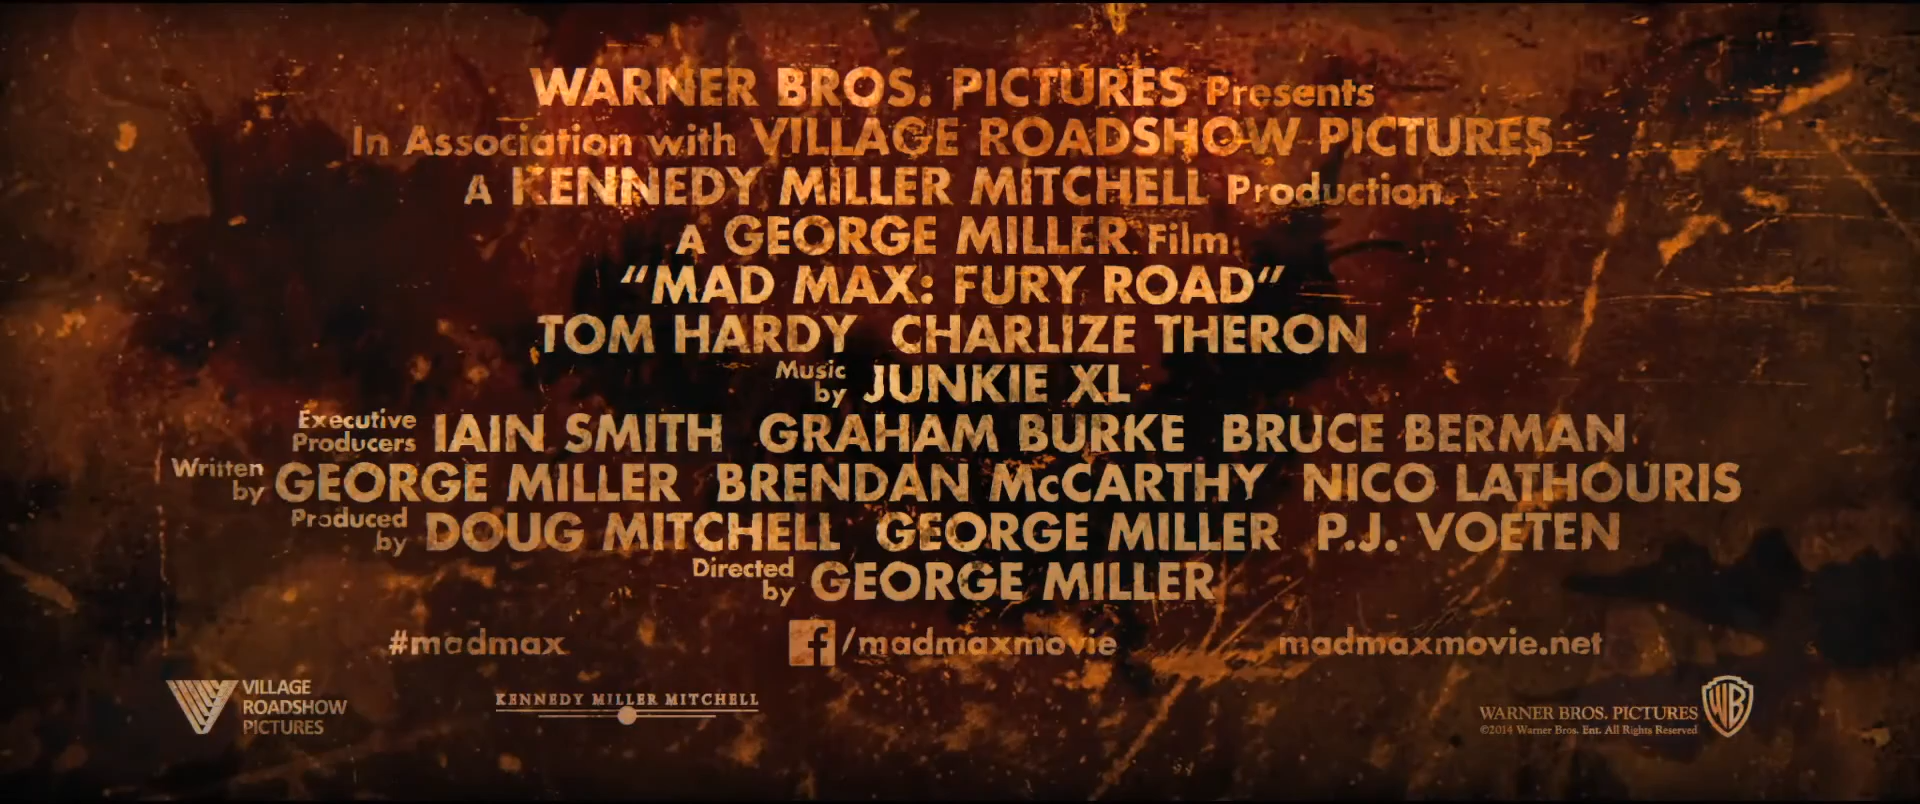 WARNER BROS. PICTURES Presents
In Association with VILLAGE ROADSHOW PICTURES
A KENNEDY MILLER MITCHELL Production
A GEORGE MILLER Film
“MAD MAX: FURY ROAD”
TOM HARDY CHARLIZE THERON
Music by JUNKIE XL
Executive Producers IAIN SMITH GRAHAM BURKE BRUCE BERMAN
Written by GEORGE MILLER BRENDAN McCARTHY NICO LATHOURIS
Produced by DOUG MITCHELL GEORGE MILLER P.J. VOETEN
Directed by GEORGE MILLER
#madmax f/madmaxmovie madmaxmovie.net
VILLAGE
ROADSHOW
PICTURES
KENNEDY MILLER MITCHELL
WARNER BROS. PICTURES WB
©2014 Warner Bros. Ent. All Rights Reserved